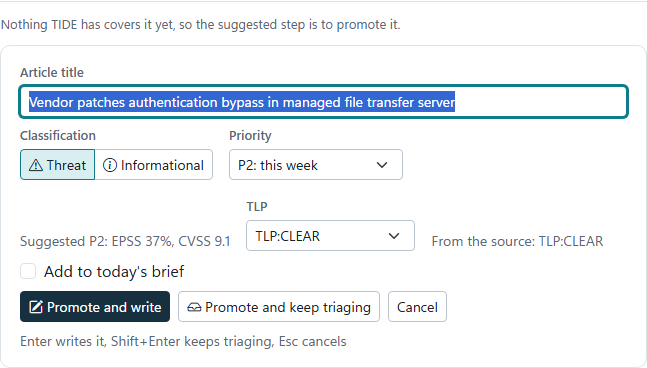 Nothing TIDE has covers it yet, so the suggested step is to promote it.
Article title
Vendor patches authentication bypass in managed file transfer server
Classification
Priority
Threat
Informational
P2: this week
TLP
Suggested P2: EPSS 37%, CVSS 9.1
TLP:CLEAR
From the source: TLP:CLEAR
Add to today's brief
Promote and write
Promote and keep triaging
Cancel
Enter writes it, Shift+Enter keeps triaging, Esc cancels